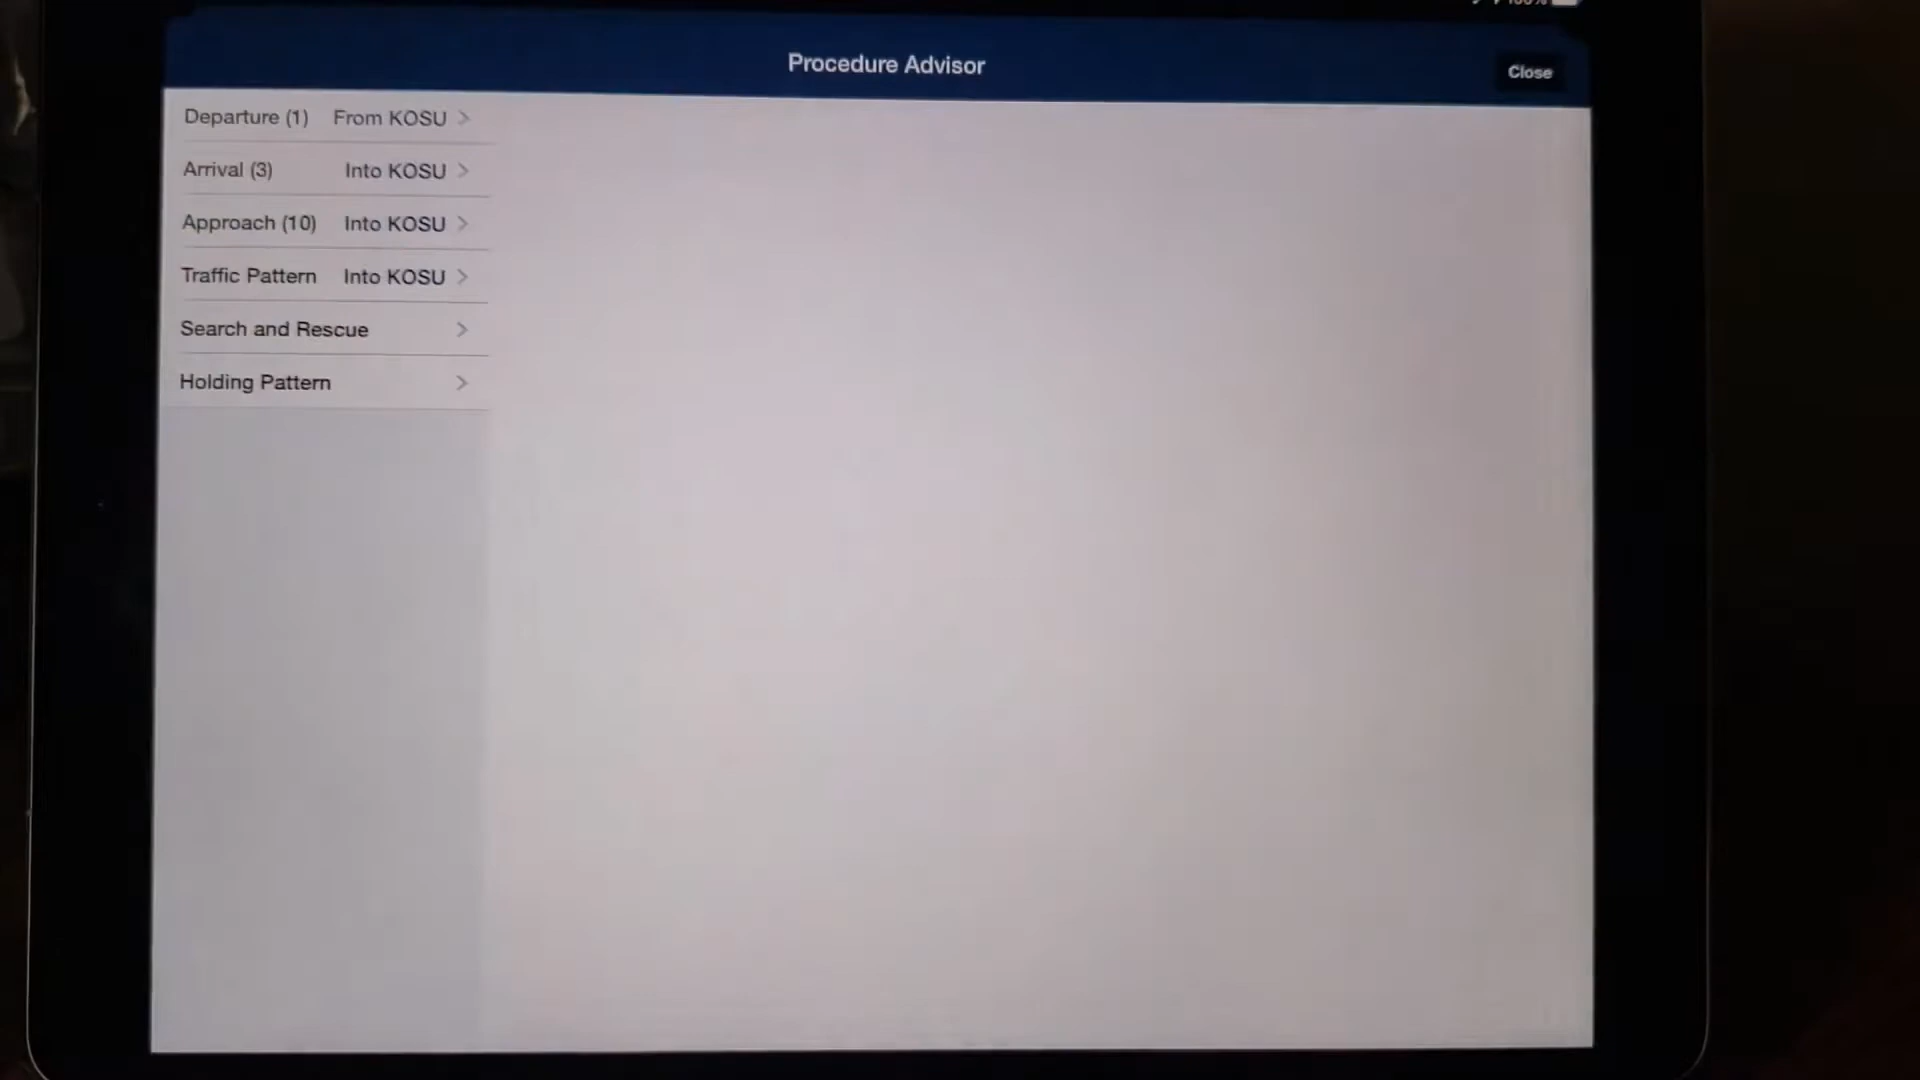 Procedure Advisor
Close
Departure (1) From KOSU >
Arrival (3) Into KOSU >
Approach (10) Into KOSU >
Traffic Pattern Into KOSU >
Search and Rescue >
Holding Pattern >